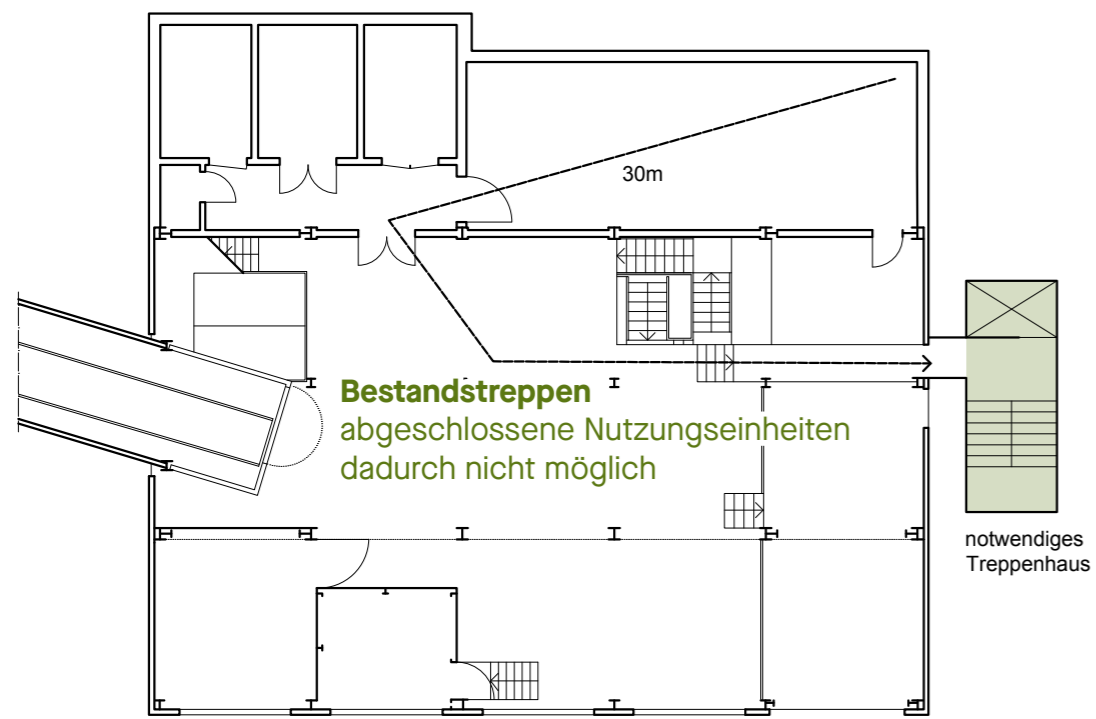 30m
Bestandstreppen
abgeschlossene Nutzungseinheiten
dadurch nicht möglich
notwendiges
Treppenhaus